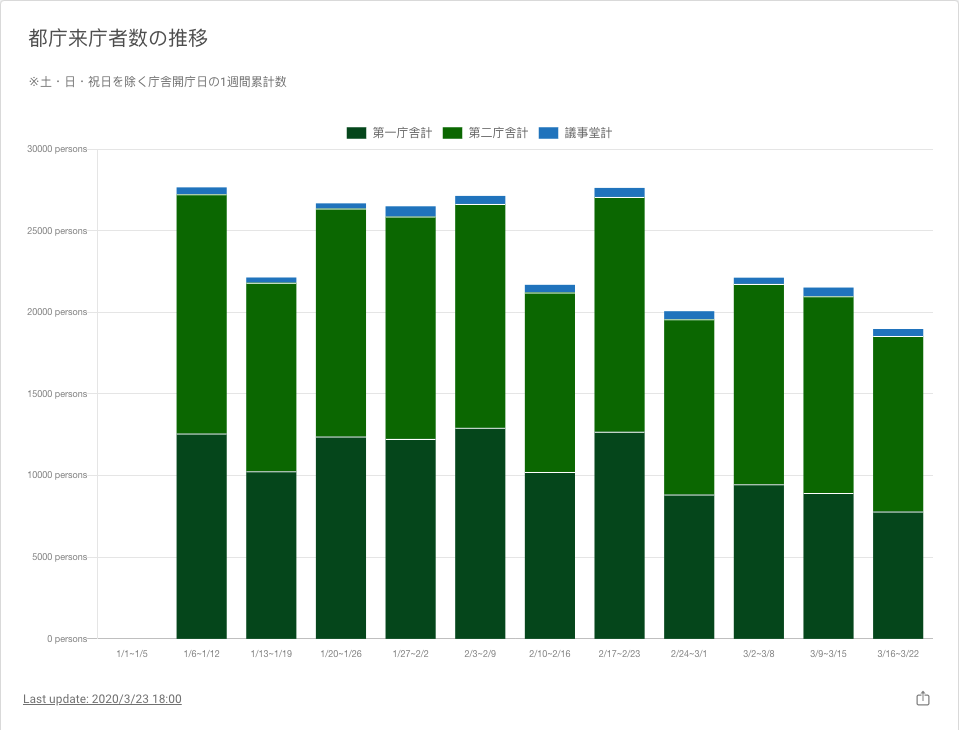 都庁来庁者数の推移
※土・日・祝日を除く庁舎開庁日の1週間累計数
第一庁舎計 第二庁舎計 議事堂計
30000 persons
25000 persons
20000 persons
15000 persons
10000 persons
5000 persons
0 persons
1/1~1/5 1/6~1/12 1/13~1/19 1/20~1/26 1/27~2/2 2/3~2/9 2/10~2/16 2/17~2/23 2/24~3/1 3/2~3/8 3/9~3/15 3/16~3/22
Last update: 2020/3/23 18:00